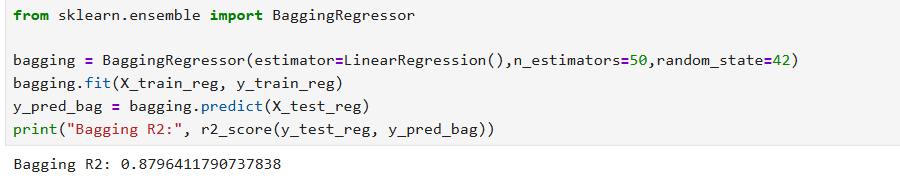 from sklearn.ensemble import BaggingRegressor
bagging = BaggingRegressor(estimator=LinearRegression(),n_estimators=50,random_state=42)
bagging.fit(X_train_reg, y_train_reg)
y_pred_bag = bagging.predict(X_test_reg)
print("Bagging R2:", r2_score(y_test_reg, y_pred_bag))
Bagging R2: 0.8796411790737838